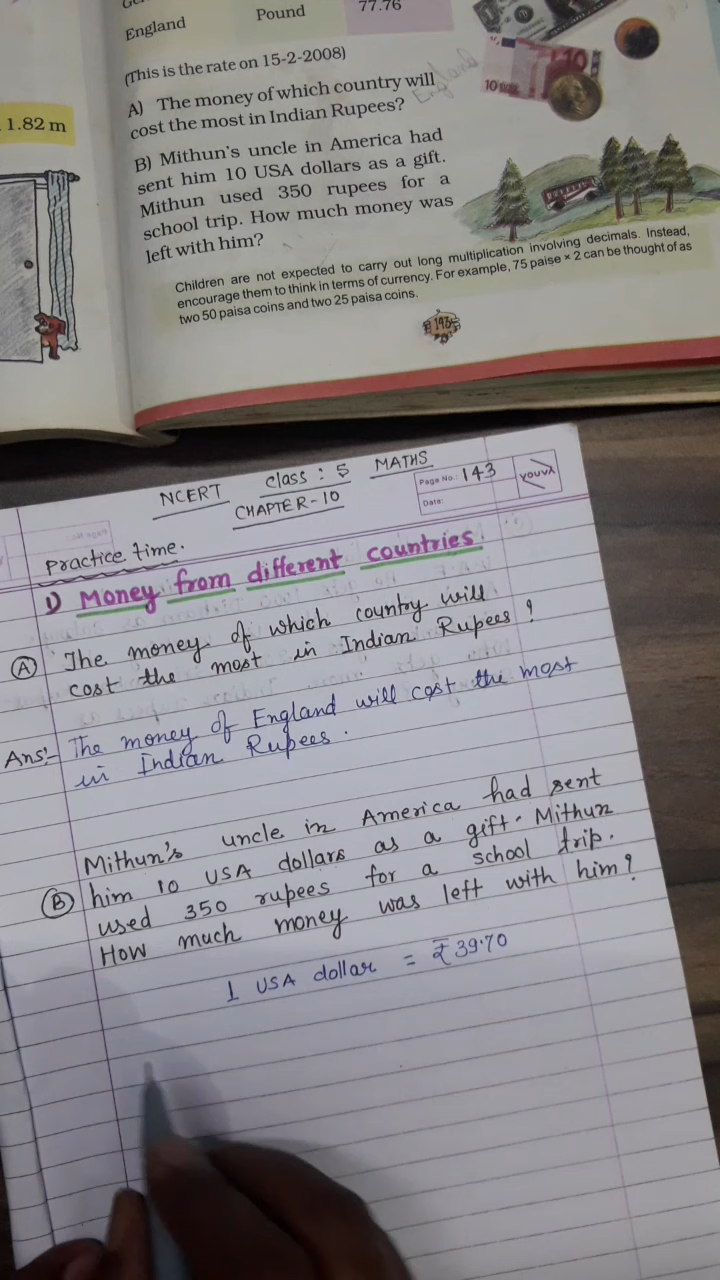 England Pound 77.76
(This is the rate on 15-2-2008)
A) The money of which country will
cost the most in Indian Rupees?
England
B) Mithun's uncle in America had
sent him 10 USA dollars as a gift.
Mithun used 350 rupees for a
school trip. How much money was
left with him?
Children are not expected to carry out long multiplication involving decimals. Instead,
encourage them to think in terms of currency. For example, 75 paise × 2 can be thought of as
two 50 paisa coins and two 25 paisa coins.
1.82 m
10
NCERT Class : 5 MATHS
CHAPTER-10
Page No.: 143
Date:
youva
Practice time.
1) Money from different countries
A The money of which country will
cost the most in Indian Rupees ?
Ans:- The money of England will cost the most
in Indian Rupees.
B Mithun's uncle in America had sent
him 10 USA dollars as a gift. Mithun
used 350 rupees for a school trip.
How much money was left with him?
1 USA dollar = ₹39.70